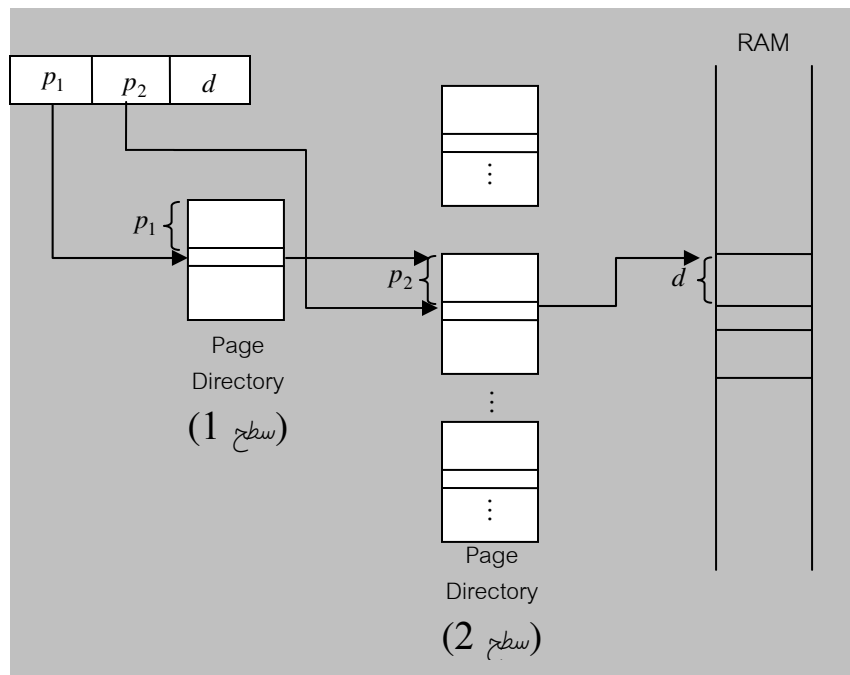 RAM
p1 p2 d
⋮
p1
p2
d
Page
Directory
(سطح 1)
⋮
⋮
Page
Directory
(سطح 2)